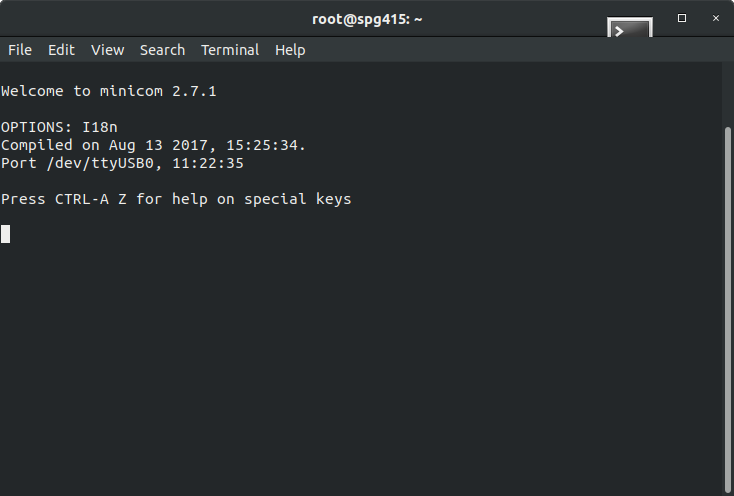 root@spg415: ~
File Edit View Search Terminal Help
Welcome to minicom 2.7.1
OPTIONS: I18n
Compiled on Aug 13 2017, 15:25:34.
Port /dev/ttyUSB0, 11:22:35
Press CTRL-A Z for help on special keys